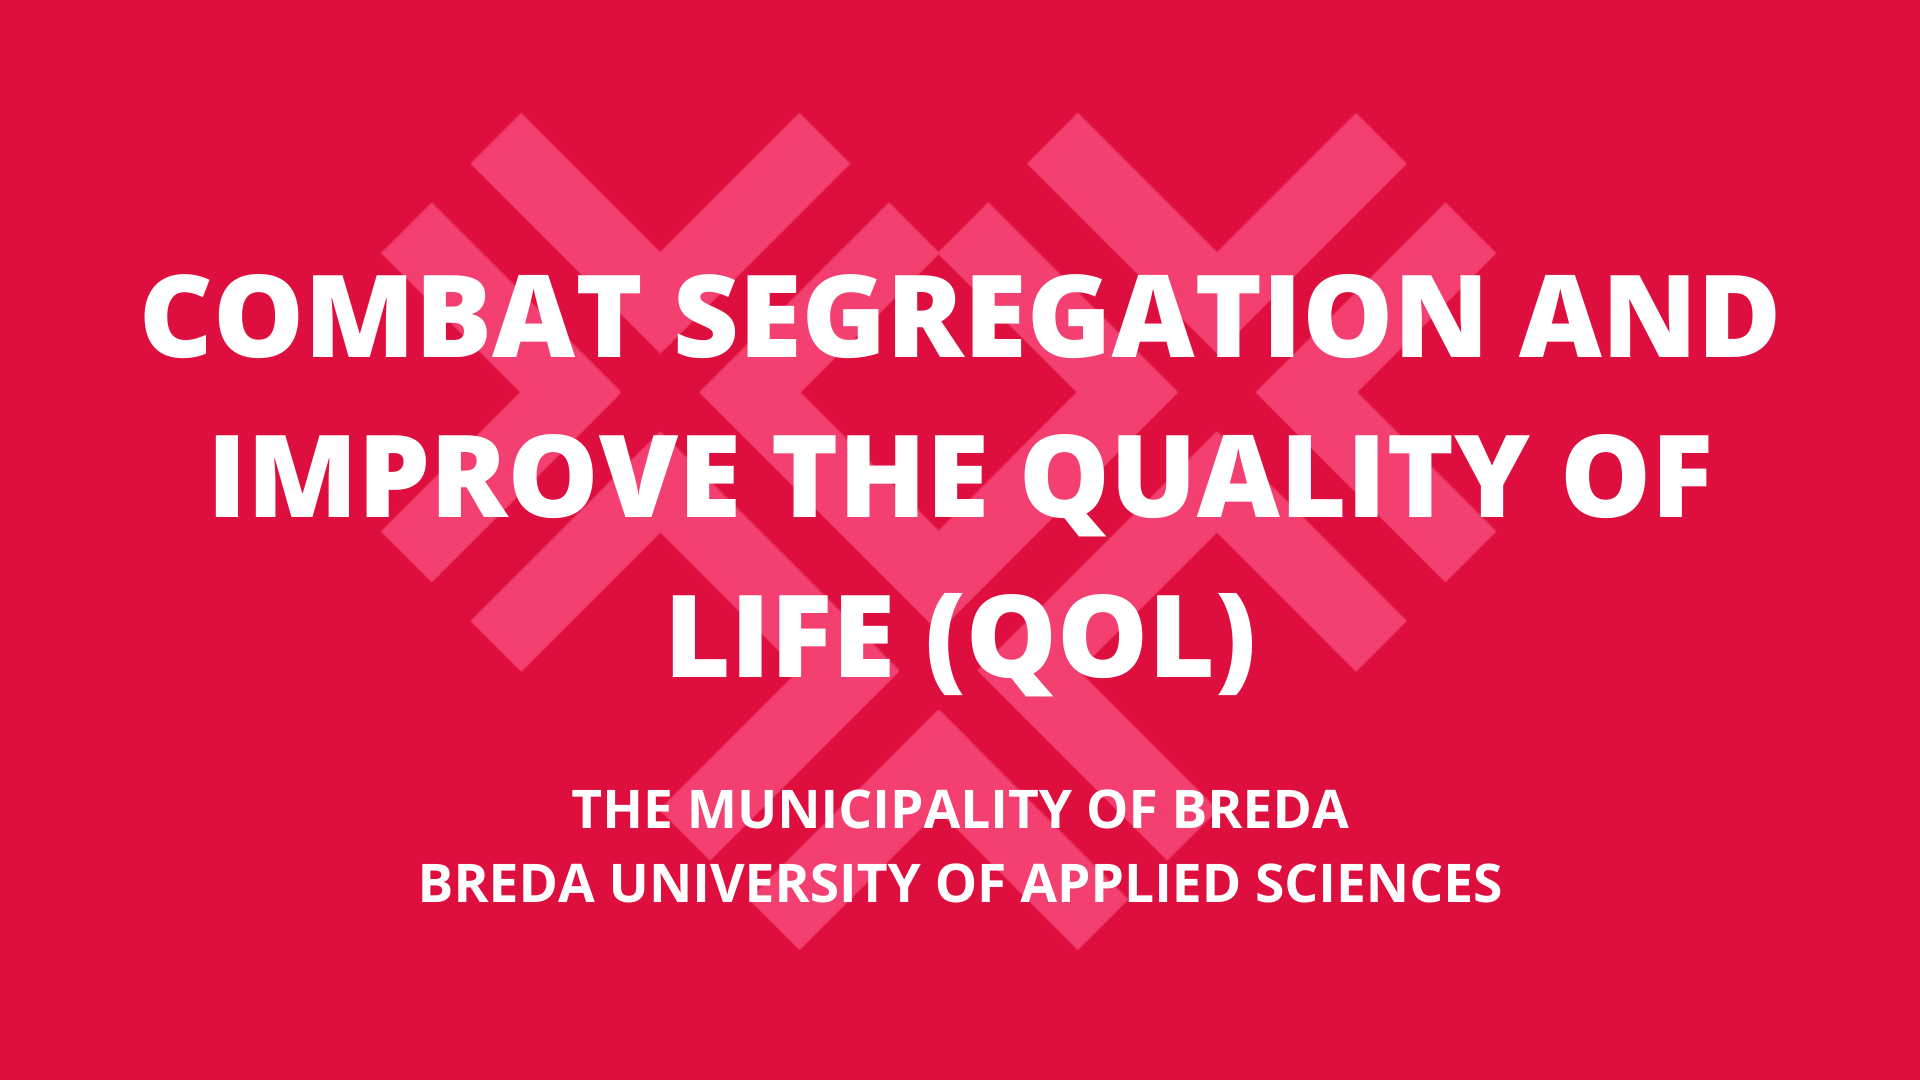 COMBAT SEGREGATION AND
IMPROVE THE QUALITY OF
LIFE (QOL)
THE MUNICIPALITY OF BREDA
BREDA UNIVERSITY OF APPLIED SCIENCES